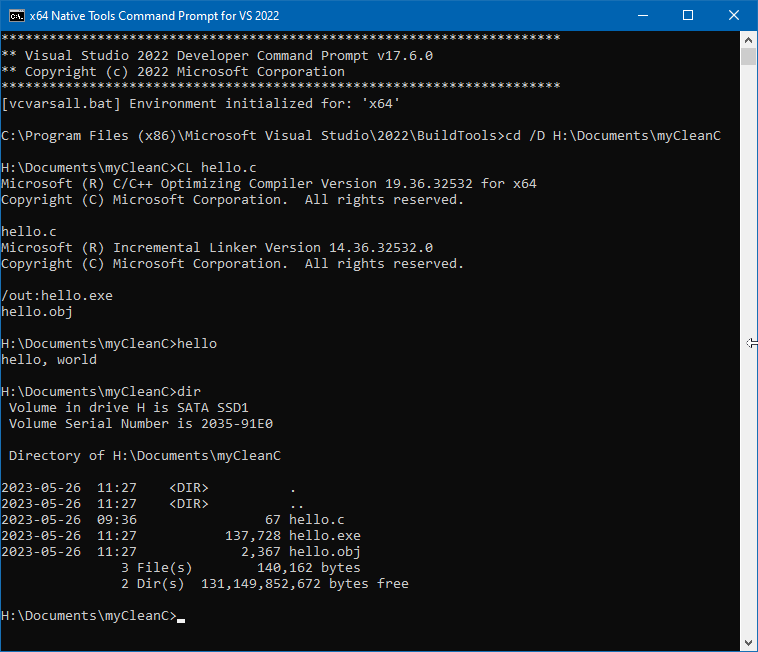 x64 Native Tools Command Prompt for VS 2022
**********************************************************************
** Visual Studio 2022 Developer Command Prompt v17.6.0
** Copyright (c) 2022 Microsoft Corporation
**********************************************************************
[vcvarsall.bat] Environment initialized for: 'x64'
C:\Program Files (x86)\Microsoft Visual Studio\2022\BuildTools>cd /D H:\Documents\myCleanC
H:\Documents\myCleanC>CL hello.c
Microsoft (R) C/C++ Optimizing Compiler Version 19.36.32532 for x64
Copyright (C) Microsoft Corporation.  All rights reserved.
hello.c
Microsoft (R) Incremental Linker Version 14.36.32532.0
Copyright (C) Microsoft Corporation.  All rights reserved.
/out:hello.exe
hello.obj
H:\Documents\myCleanC>hello
hello, world
H:\Documents\myCleanC>dir
 Volume in drive H is SATA SSD1
 Volume Serial Number is 2035-91E0
 Directory of H:\Documents\myCleanC
2023-05-26  11:27    <DIR>          .
2023-05-26  11:27    <DIR>          ..
2023-05-26  09:36                67 hello.c
2023-05-26  11:27           137,728 hello.exe
2023-05-26  11:27             2,367 hello.obj
               3 File(s)        140,162 bytes
               2 Dir(s)  131,149,852,672 bytes free
H:\Documents\myCleanC>